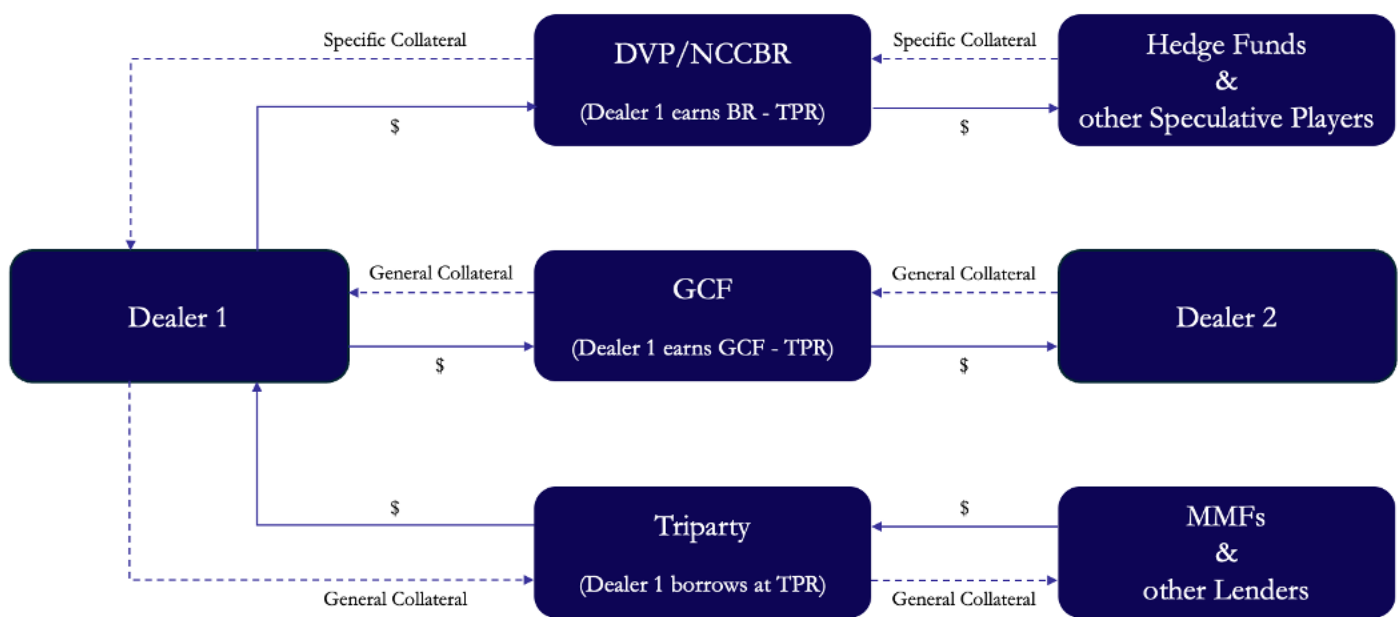 Specific Collateral
DVP/NCCBR
(Dealer 1 earns BR - TPR)
Specific Collateral
Hedge Funds
&
other Speculative Players
$
$
Dealer 1
General Collateral
GCF
(Dealer 1 earns GCF - TPR)
General Collateral
Dealer 2
$
$
$
Triparty
(Dealer 1 borrows at TPR)
$
MMFs
&
other Lenders
General Collateral
General Collateral